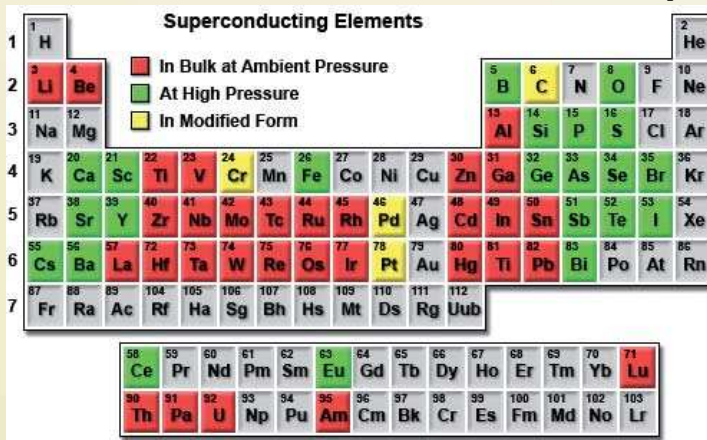 Superconducting Elements
1 2
1 H He
In Bulk at Ambient Pressure
3 4 5 6 7 8 9 10
2 Li Be B C N O F Ne
At High Pressure
In Modified Form
11 12 13 14 15 16 17 18
3 Na Mg Al Si P S Cl Ar
19 20 21 22 23 24 25 26 27 28 29 30 31 32 33 34 35 36
4 K Ca Sc Ti V Cr Mn Fe Co Ni Cu Zn Ga Ge As Se Br Kr
37 38 39 40 41 42 43 44 45 46 47 48 49 50 51 52 53 54
5 Rb Sr Y Zr Nb Mo Tc Ru Rh Pd Ag Cd In Sn Sb Te I Xe
55 56 57 72 73 74 75 76 77 78 79 80 81 82 83 84 85 86
6 Cs Ba La Hf Ta W Re Os Ir Pt Au Hg Ti Pb Bi Po At Rn
87 88 89 104 105 106 107 108 109 110 111 112
7 Fr Ra Ac Rf Ha Sg Bh Hs Mt Ds Rg Uub
58 59 60 61 62 63 64 65 66 67 68 69 70 71
Ce Pr Nd Pm Sm Eu Gd Tb Dy Ho Er Tm Yb Lu
90 91 92 93 94 95 96 97 98 99 100 101 102 103
Th Pa U Np Pu Am Cm Bk Cr Es Fm Md No Lr